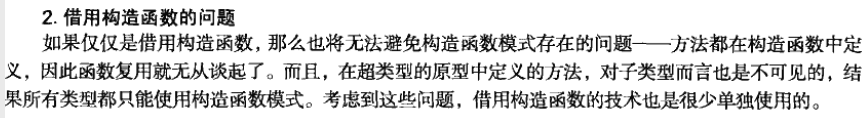 2. 借用构造函数的问题
如果仅仅是借用构造函数，那么也将无法避免构造函数模式存在的问题——方法都在构造函数中定
义，因此函数复用就无从谈起了。而且，在超类型的原型中定义的方法，对子类型而言也是不可见的，结
果所有类型都只能使用构造函数模式。考虑到这些问题，借用构造函数的技术也是很少单独使用的。